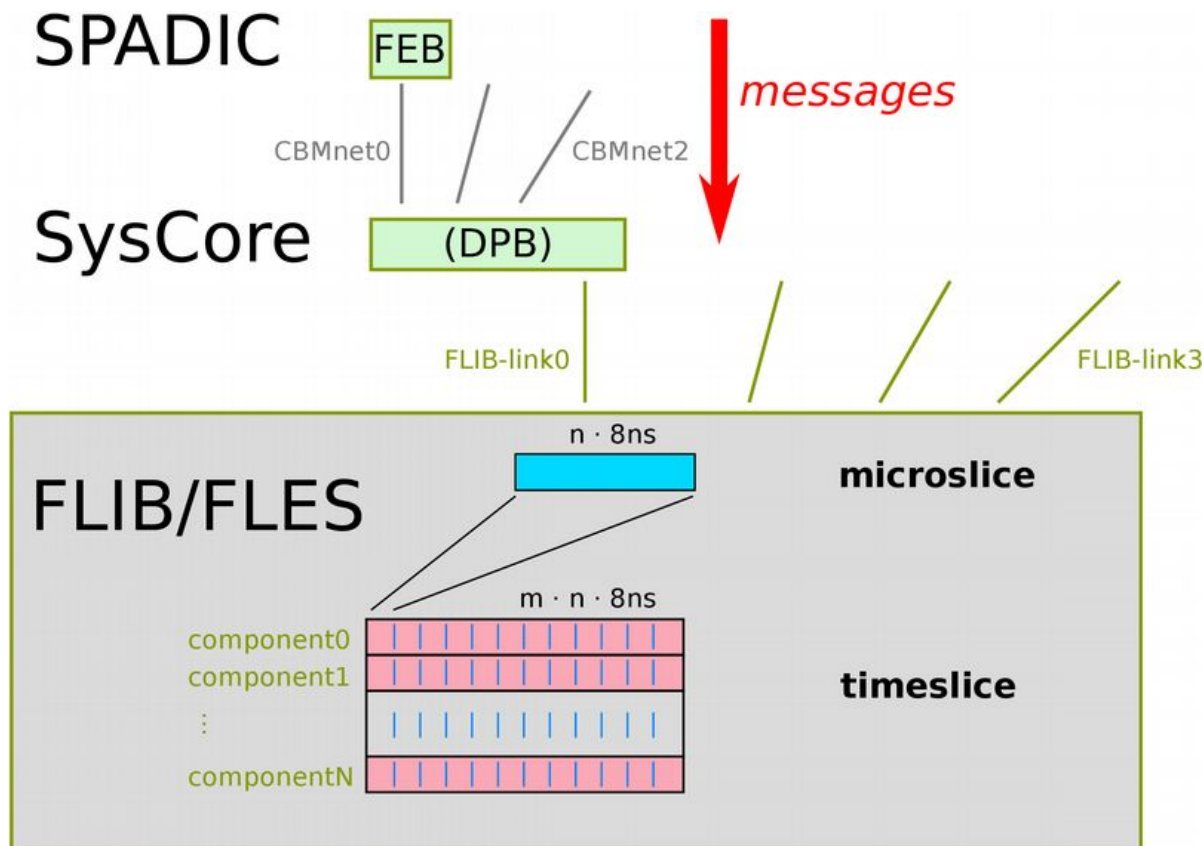 SPADIC
FEB
messages
CBMnet0
CBMnet2
SysCore
(DPB)
FLIB-link0
FLIB-link3
n · 8ns
microslice
FLIB/FLES
m · n · 8ns
component0
component1
timeslice
⋮
componentN